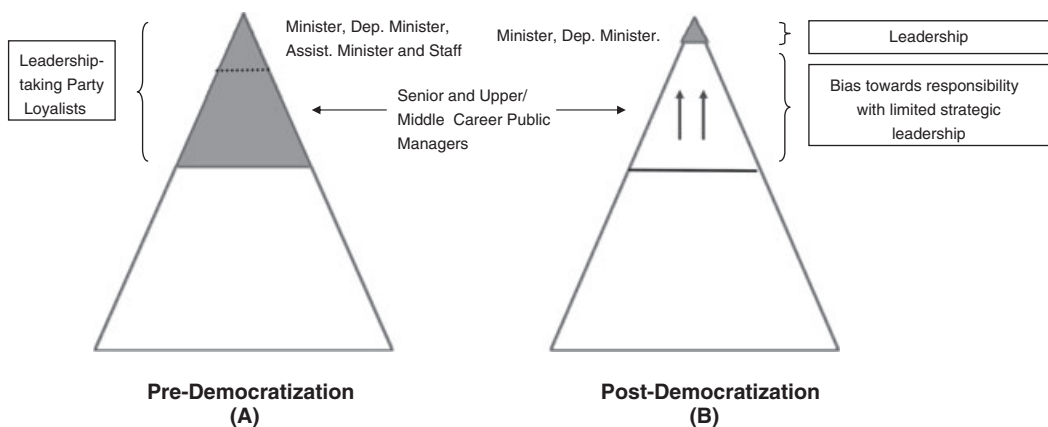 Minister, Dep. Minister,
Assist. Minister and Staff
Leadership-
taking Party
Loyalists
Senior and Upper/
Middle Career Public
Managers
Minister, Dep. Minister.
Leadership
Bias towards responsibility
with limited strategic
leadership
Pre-Democratization
(A)
Post-Democratization
(B)